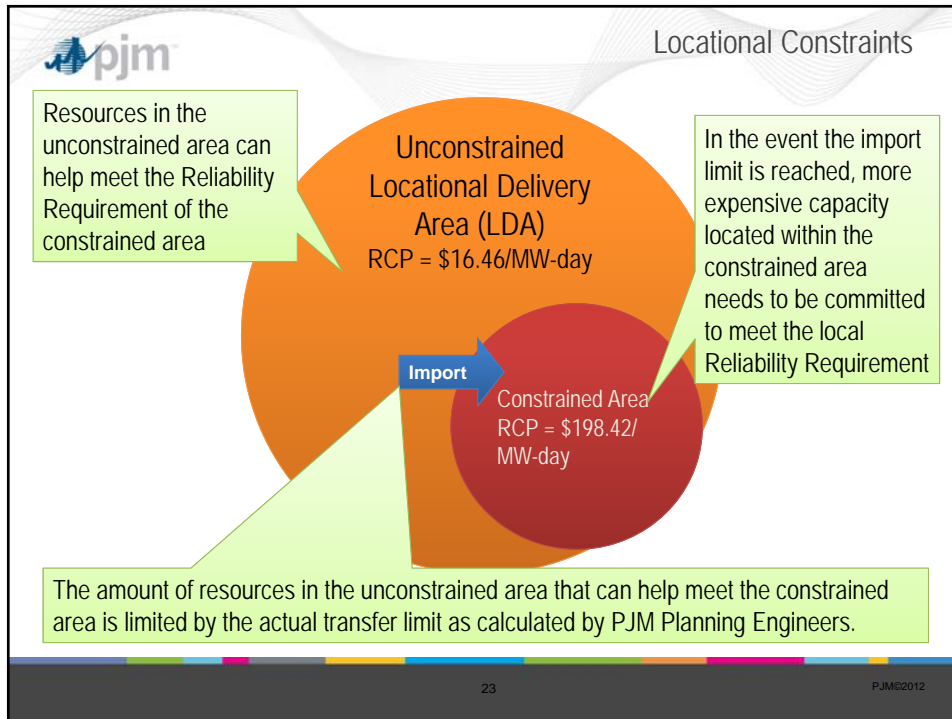 pjm
Locational Constraints
Resources in the
unconstrained area can
help meet the Reliability
Requirement of the
constrained area
Unconstrained
Locational Delivery
Area (LDA)
RCP = $16.46/MW-day
In the event the import
limit is reached, more
expensive capacity
located within the
constrained area
needs to be committed
to meet the local
Reliability Requirement
Import
Constrained Area
RCP = $198.42/
MW-day
The amount of resources in the unconstrained area that can help meet the constrained
area is limited by the actual transfer limit as calculated by PJM Planning Engineers.
23
PJM©2012